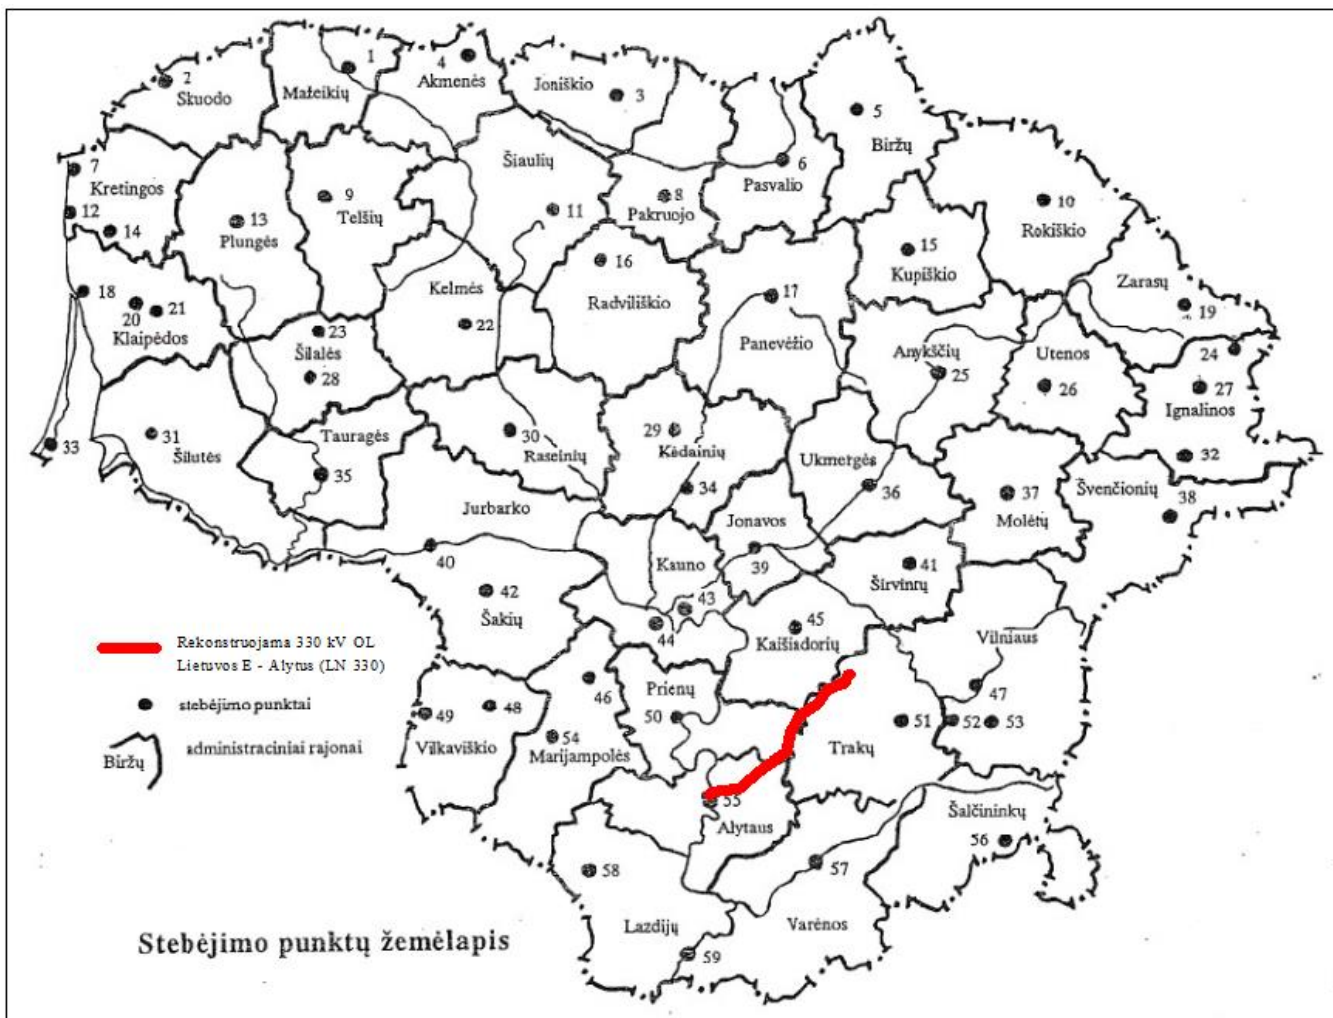 1
4
2
Skuodo
Mažeikių
Akmenės
Joniškio
3
5
Biržų
7
Kretingos
Šiaulių
6
Pasvalio
9
Telšių
8
Pakruojo
10
Rokiškio
12
13
11
14
Plungės
15
Kupiškio
16
Radviliškio
Kelmės
17
Zarasų
18
20
21
19
Klaipėdos
23
22
Panevėžio
Anykščių
Utenos
24
Šilalės
28
25
26
27
Ignalinos
31
Šilutės
Tauragės
30
Raseinių
29
Kėdainių
Ukmergės
33
32
35
34
36
37
Švenčionių
38
Jurbarko
Jonavos
Molėtų
40
Kauno
39
41
Širvintų
42
Šakių
43
44
45
Kaišiadorių
Vilniaus
Rekonstruojama 330 kV OL
Lietuvos E - Alytus (LN 330)
46
Prienų
47
stebėjimo punktai
49
48
50
51
52
53
Vilkaviškio
54
Marijampolės
Trakų
administraciniai rajonai
Biržų
55
Alytaus
Šalčininkų
56
58
57
Lazdijų
Varėnos
59
Stebėjimo punktų žemėlapis